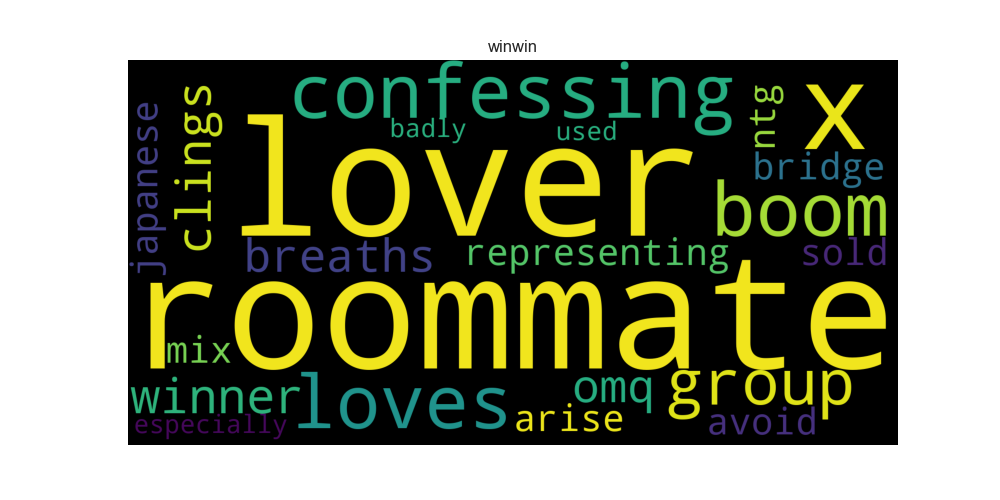 winwin
confessing
x
badly
used
ntg
japanese
clings
lover
bridge
boom
breaths
representing
sold
roommate
mix
winner
loves
omq
group
arise
avoid
especially